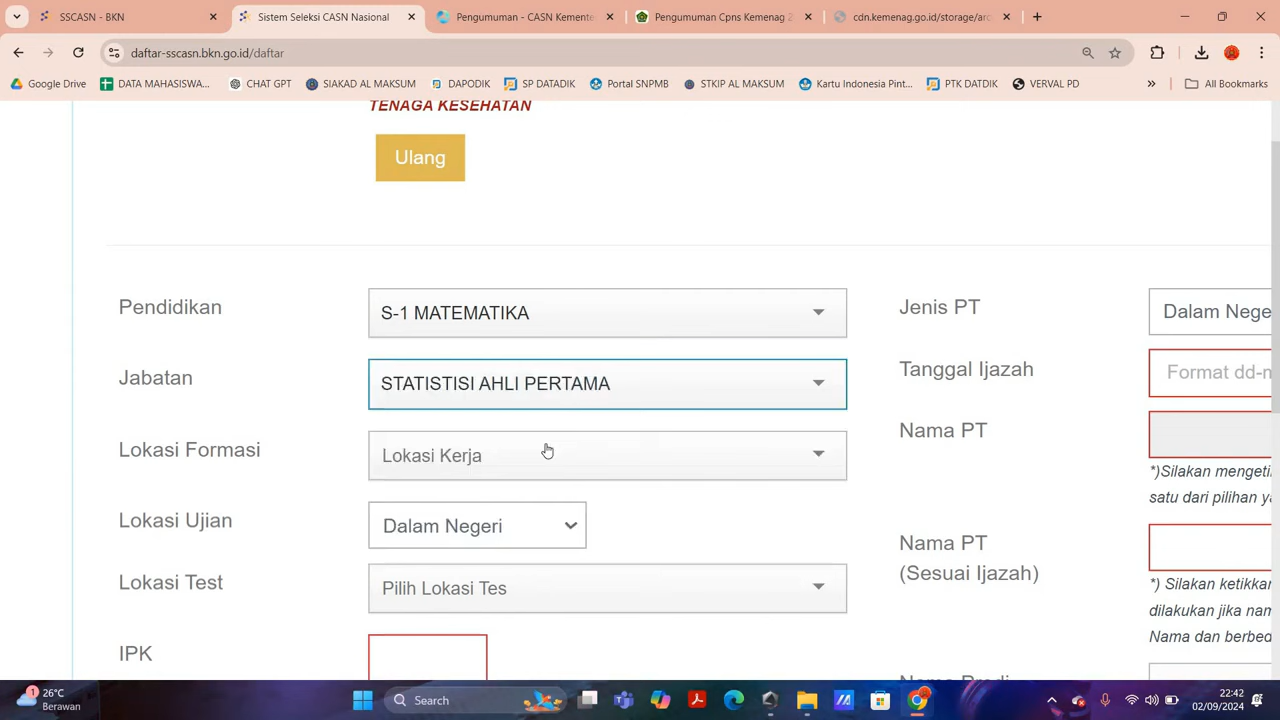 SSCASN - BKN
Sistem Seleksi CASN Nasional
Pengumuman - CASN Kemente
Pengumuman Cpns Kemenag 2
cdn.kemenag.go.id/storage/arc
daftar-sscasn.bkn.go.id/daftar
Google Drive
DATA MAHASISWA...
CHAT GPT
SIAKAD AL MAKSUM
DAPODIK
SP DATADIK
Portal SNPMB
STKIP AL MAKSUM
Kartu Indonesia Pint...
PTK DATDIK
VERVAL PD
»
All Bookmarks
TENAGA KESEHATAN
Ulang
Pendidikan
S-1 MATEMATIKA
Jabatan
STATISTISI AHLI PERTAMA
Lokasi Formasi
Lokasi Kerja
Lokasi Ujian
Dalam Negeri
Lokasi Test
Pilih Lokasi Tes
IPK
Jenis PT
Dalam Nege
Tanggal Ijazah
Format dd-m
Nama PT
*)Silakan mengeti
satu dari pilihan ya
Nama PT
(Sesuai Ijazah)
*) Silakan ketikka
dilakukan jika nam
Nama dan berbed
Nama Prodi
1
26°C
Berawan
Search
22:42
02/09/2024